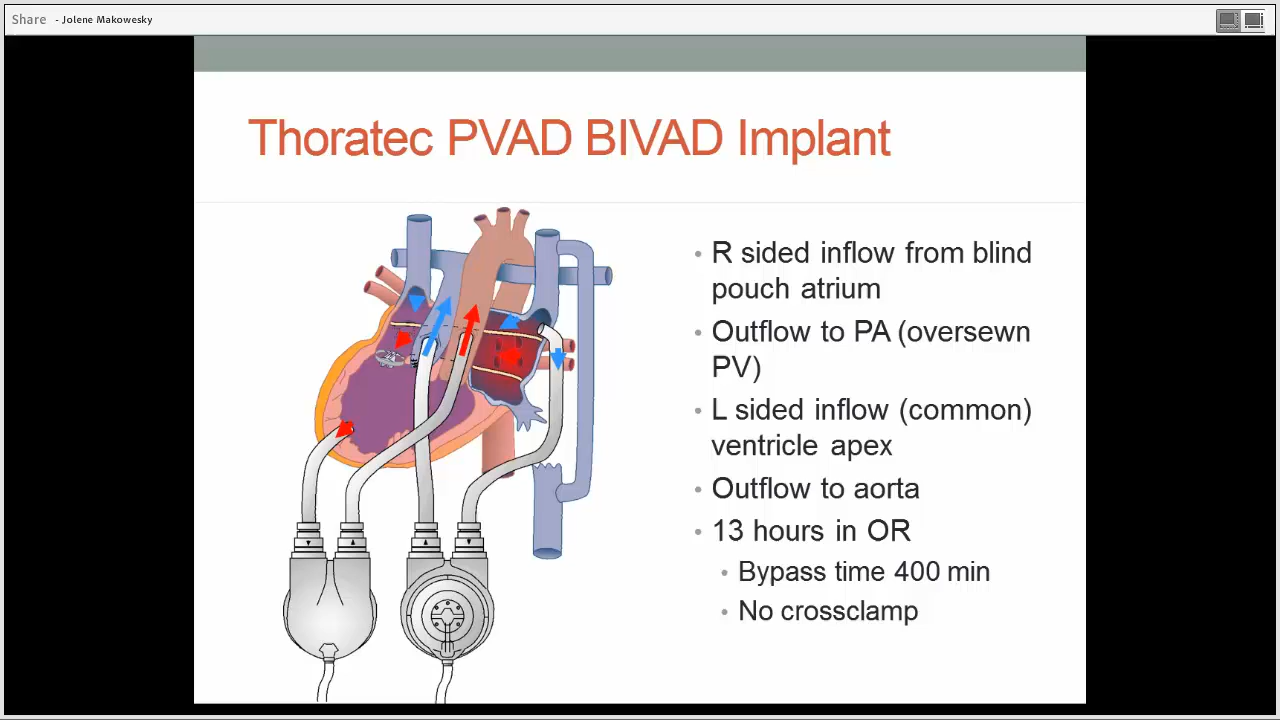 Share - Jolene Makowesky
Thoratec PVAD BIVAD Implant
• R sided inflow from blind
pouch atrium
• Outflow to PA (oversewn
PV)
• L sided inflow (common)
ventricle apex
• Outflow to aorta
• 13 hours in OR
• Bypass time 400 min
• No crossclamp